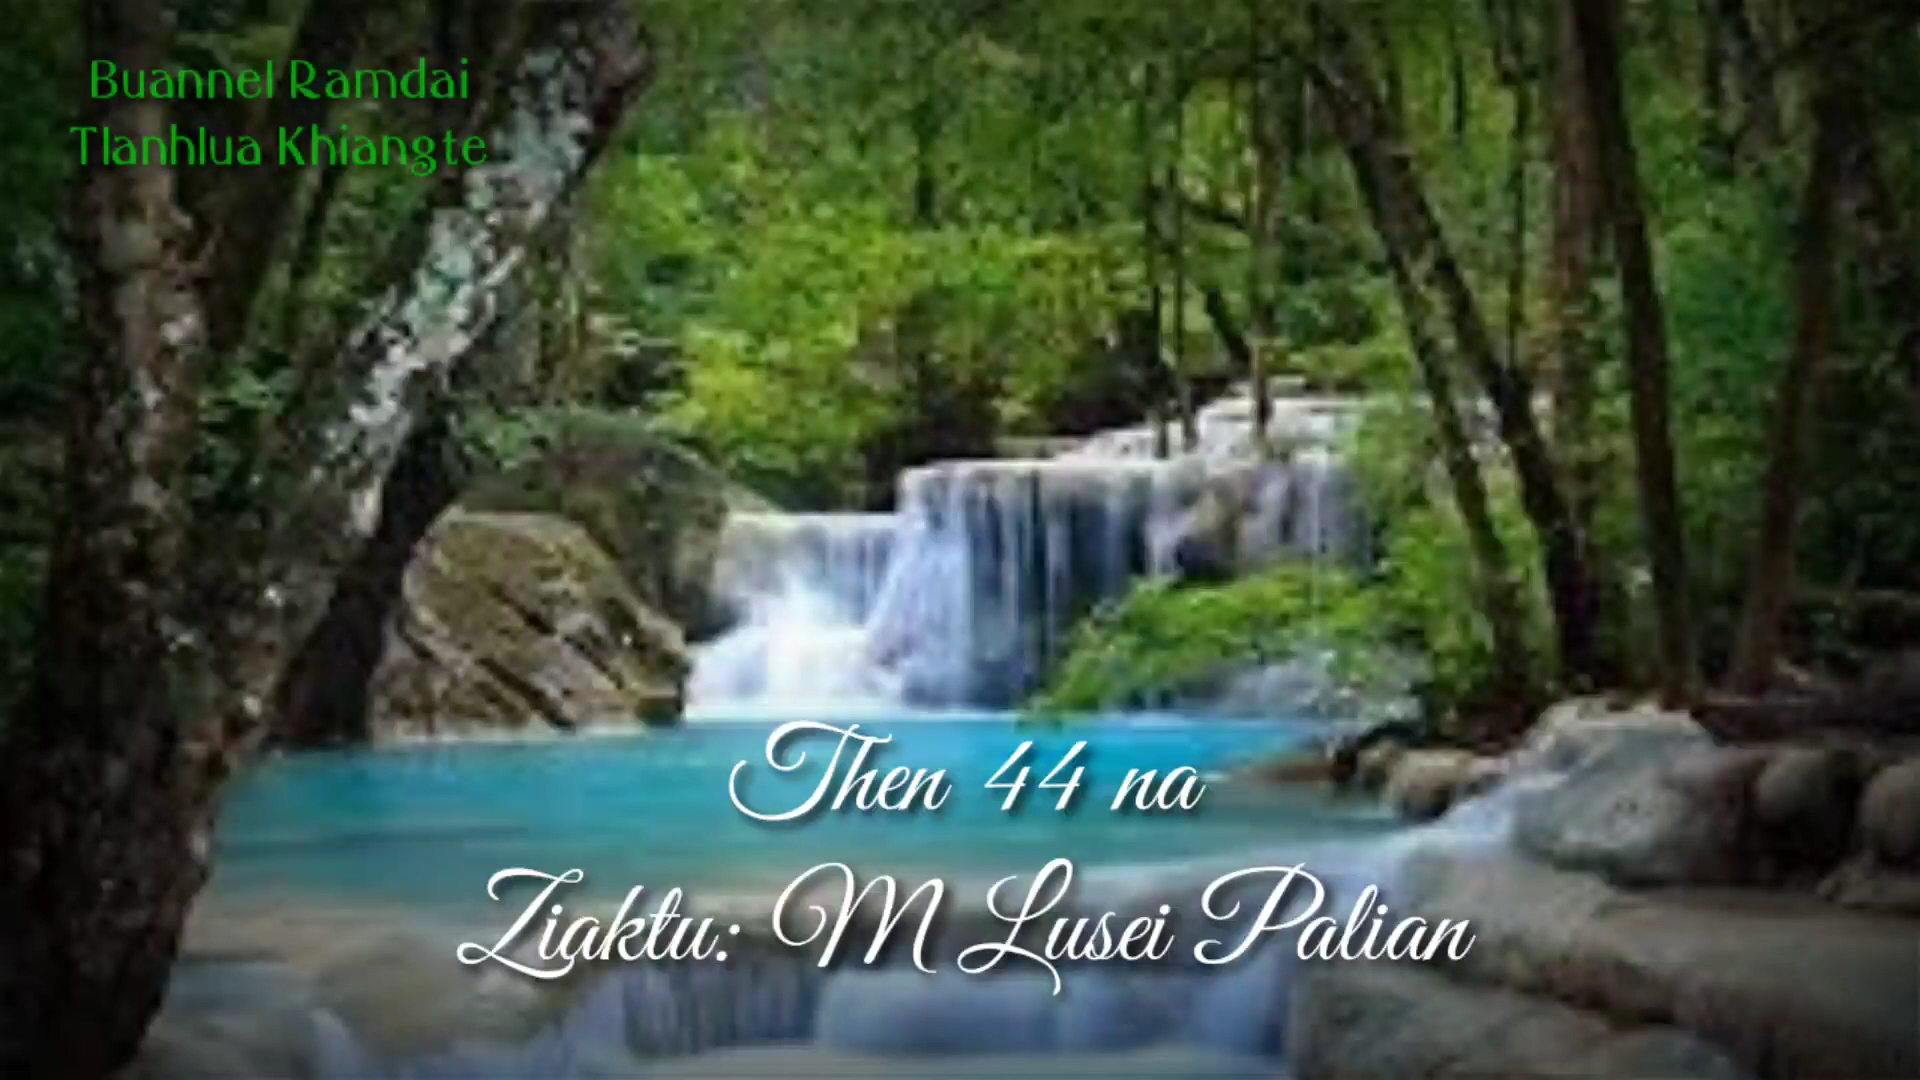 Buannel Ramdai
Tlanhlua Khiangte
Then 44 na
Ziaktu: M Lusei Palian